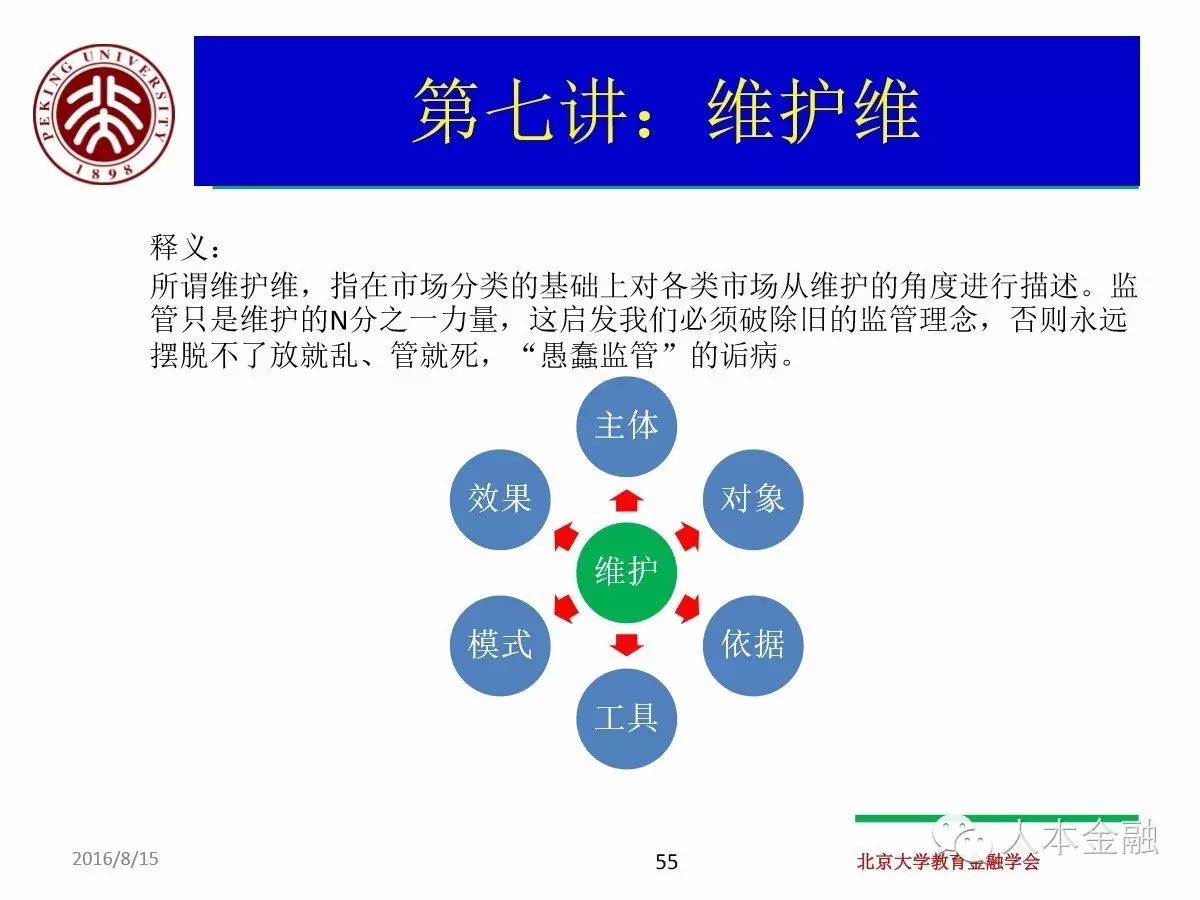 PEKING UNIVERSITY
1898
第七讲：维护维
释义：
所谓维护维，指在市场分类的基础上对各类市场从维护的角度进行描述。监
管只是维护的N分之一力量，这启发我们必须破除旧的监管理念，否则永远
摆脱不了放就乱、管就死，“愚蠢监管”的诟病。
主体
效果
对象
维护
模式
依据
工具
人本金融
2016/8/15
55
北京大学教育金融学会